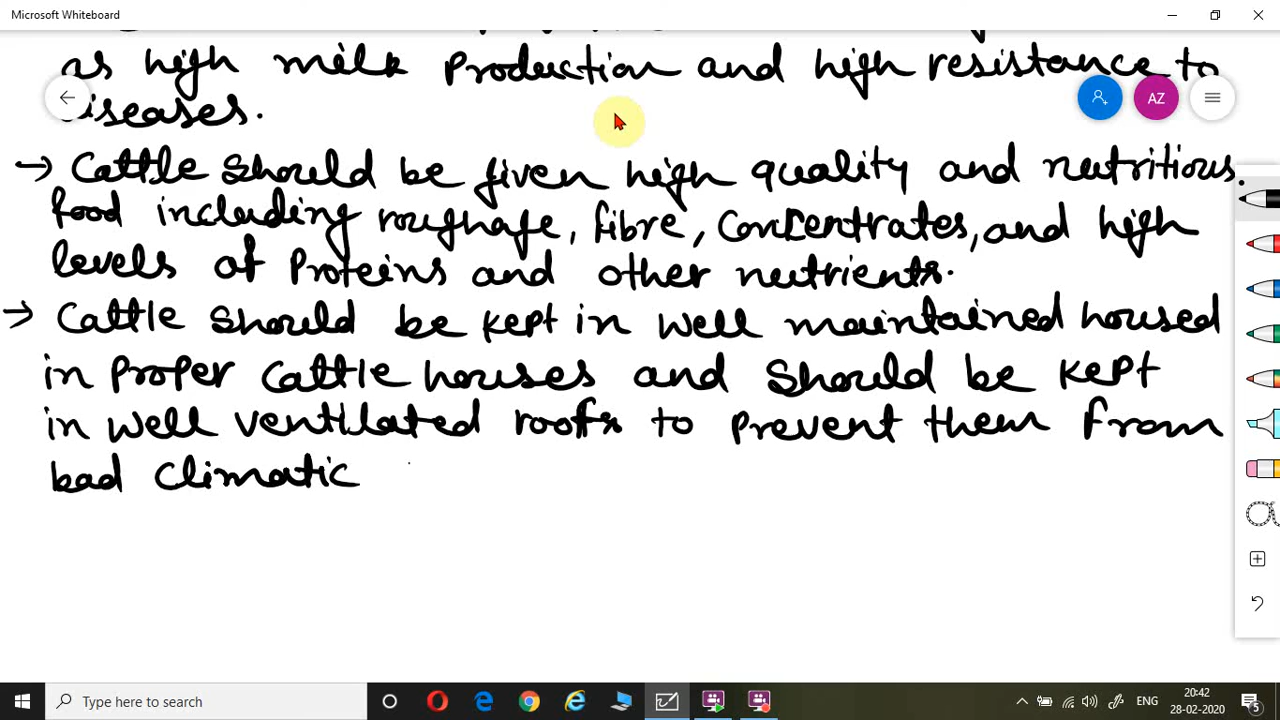 Microsoft Whiteboard
as high milk production and high resistance to
diseases.
AZ
→ Cattle should be given high quality and nutritious
food including roughage, fibre, concentrates, and high
levels of Proteins and other nutrients.
→ Cattle should be kept in well maintained housed
in proper cattle houses and should be kept
in well ventilated roofs to prevent them from
bad climatic
Type here to search
ENG
20:42
28-02-2020
5